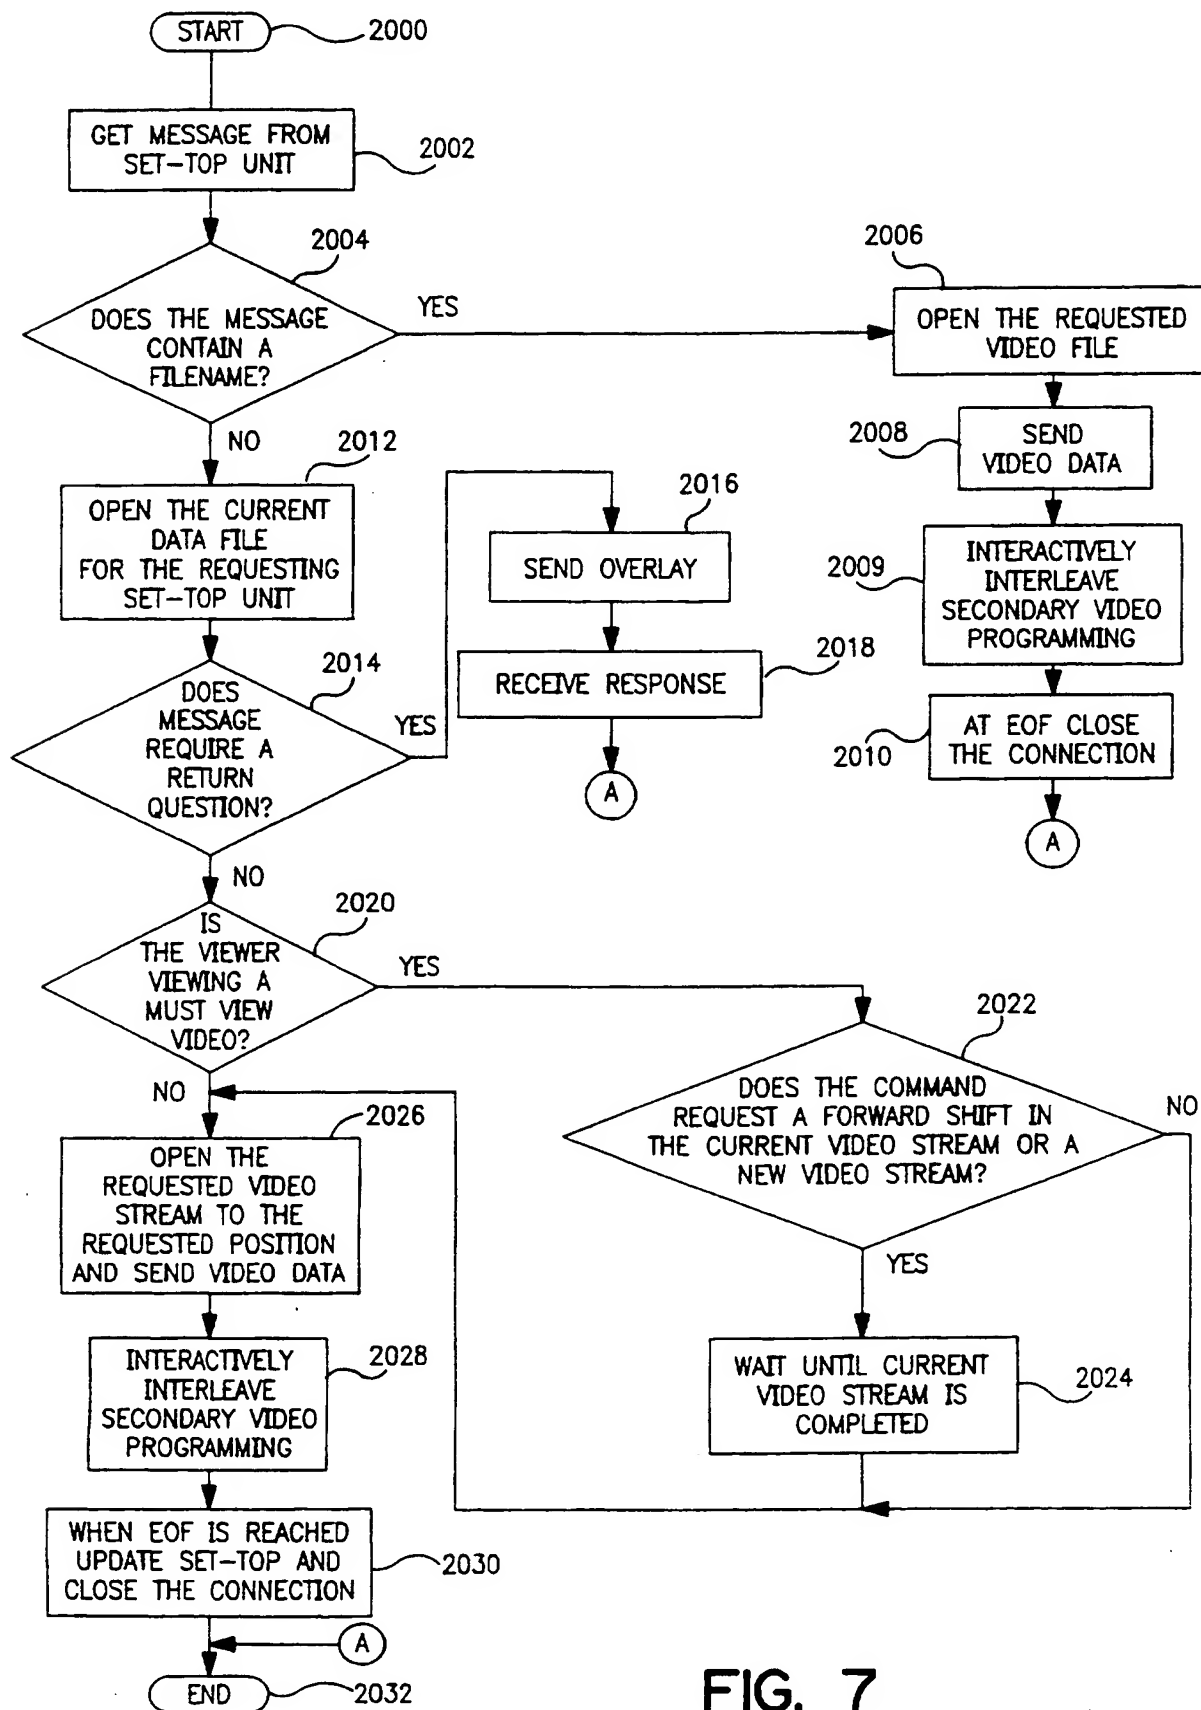 START
2000
GET MESSAGE FROM
SET-TOP UNIT
2002
2004
DOES THE MESSAGE
CONTAIN A
FILENAME?
YES
NO
2006
OPEN THE REQUESTED
VIDEO FILE
2008
SEND
VIDEO DATA
2009
INTERACTIVELY
INTERLEAVE
SECONDARY VIDEO
PROGRAMMING
2010
AT EOF CLOSE
THE CONNECTION
A
2012
OPEN THE CURRENT
DATA FILE
FOR THE REQUESTING
SET-TOP UNIT
2014
DOES
MESSAGE
REQUIRE A
RETURN
QUESTION?
YES
NO
2016
SEND OVERLAY
2018
RECEIVE RESPONSE
A
2020
IS
THE VIEWER
VIEWING A
MUST VIEW
VIDEO?
YES
NO
2022
DOES THE COMMAND
REQUEST A FORWARD SHIFT IN
THE CURRENT VIDEO STREAM OR A
NEW VIDEO STREAM?
NO
YES
WAIT UNTIL CURRENT
VIDEO STREAM IS
COMPLETED
2024
2026
OPEN THE
REQUESTED VIDEO
STREAM TO THE
REQUESTED POSITION
AND SEND VIDEO DATA
INTERACTIVELY
INTERLEAVE
SECONDARY VIDEO
PROGRAMMING
2028
WHEN EOF IS REACHED
UPDATE SET-TOP AND
CLOSE THE CONNECTION
2030
A
END
2032
FIG. 7